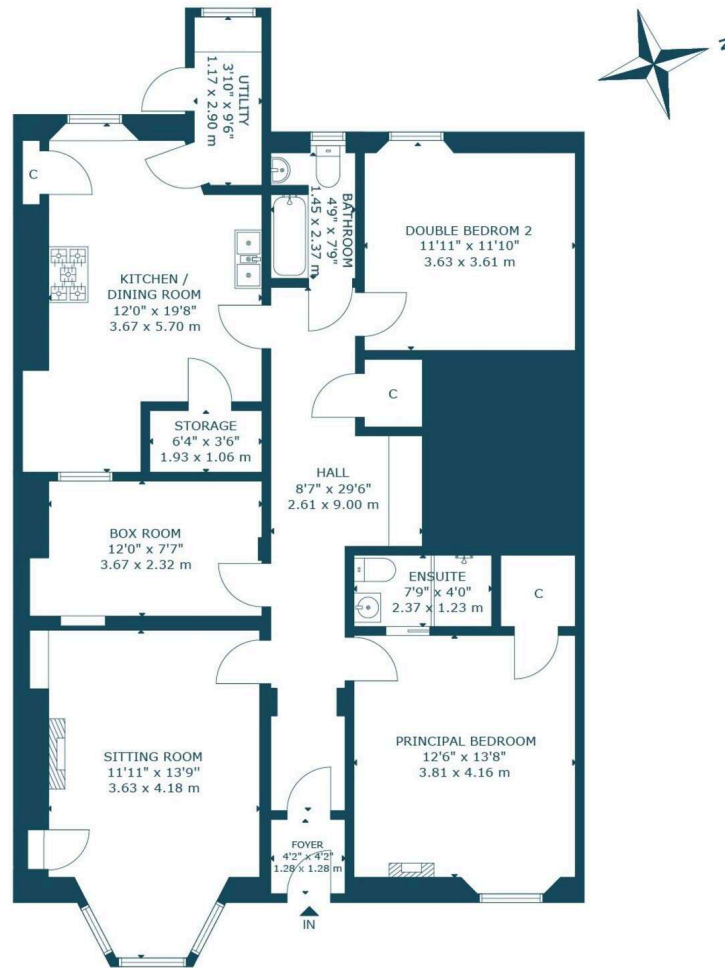 UTILITY
3'10" x 9'6"
1.17 x 2.90 m
C
BATHROOM
4'9" x 7'9"
1.45 x 2.37 m
DOUBLE BEDROM 2
11'11" x 11'10"
3.63 x 3.61 m
KITCHEN /
DINING ROOM
12'0" x 19'8"
3.67 x 5.70 m
C
STORAGE
6'4" x 3'6"
1.93 x 1.06 m
HALL
8'7" x 29'6"
2.61 x 9.00 m
BOX ROOM
12'0" x 7'7"
3.67 x 2.32 m
ENSUITE
7'9" x 4'0"
2.37 x 1.23 m
C
SITTING ROOM
11'11" x 13'9"
3.63 x 4.18 m
PRINCIPAL BEDROOM
12'6" x 13'8"
3.81 x 4.16 m
FOYER
4'2" x 4'2"
1.28 x 1.28 m
IN